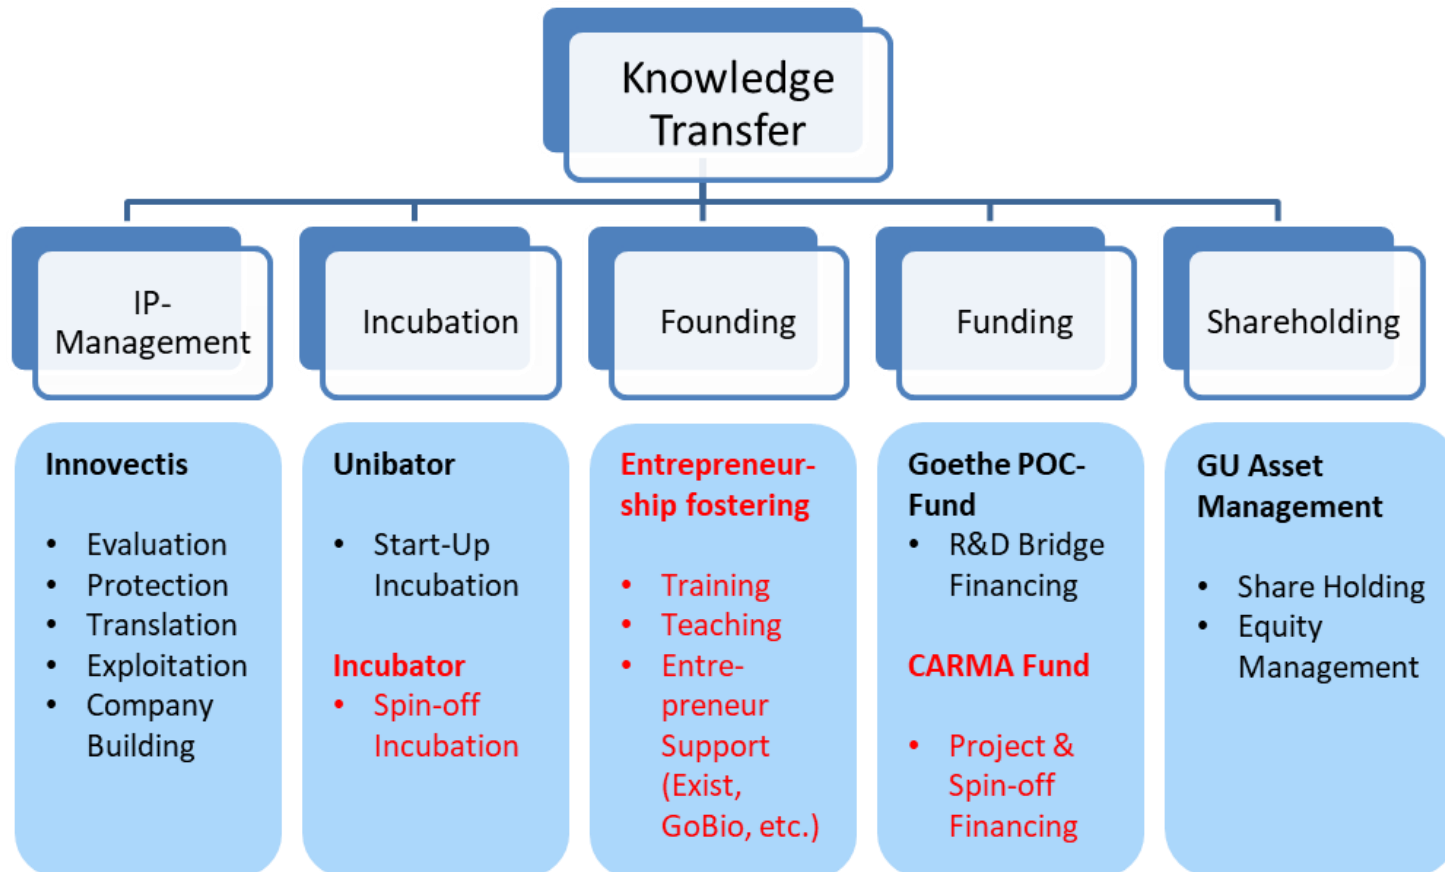 Knowledge
Transfer
IP-
Management
Incubation
Founding
Funding
Shareholding
Innovectis
• Evaluation
• Protection
• Translation
• Exploitation
• Company
Building
Unibator
• Start-Up
Incubation
Incubator
• Spin-off
Incubation
Entrepreneur-
ship fostering
• Training
• Teaching
• Entre-
preneur
Support
(Exist,
GoBio, etc.)
Goethe POC-
Fund
• R&D Bridge
Financing
CARMA Fund
• Project &
Spin-off
Financing
GU Asset
Management
• Share Holding
• Equity
Management